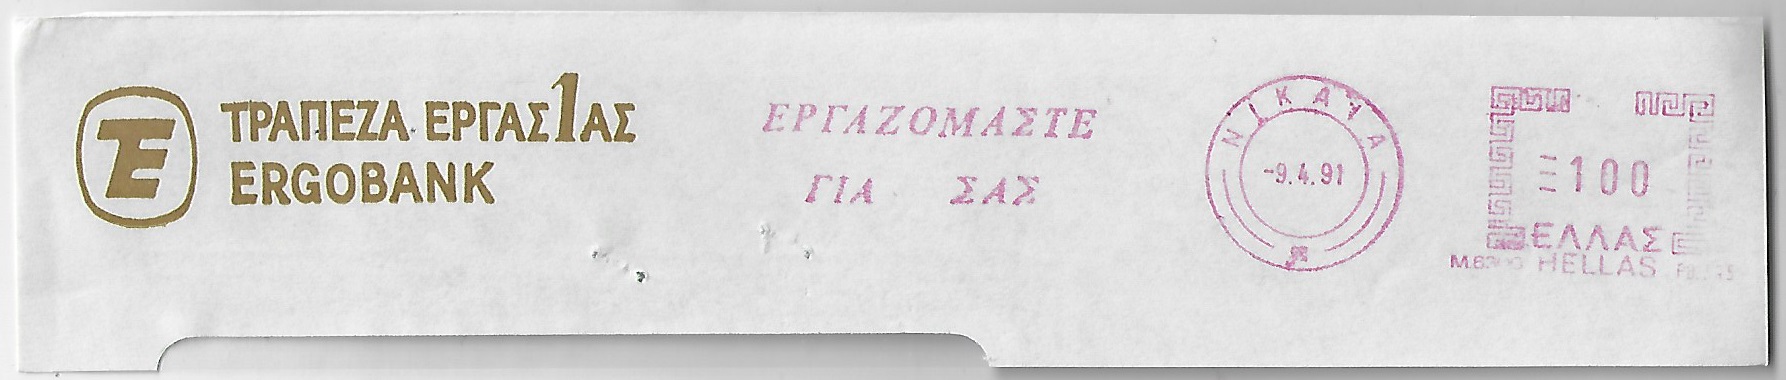 ΤΡΑΠΕΖΑ ΕΡΓΑΣ1ΑΣ
ERGOBANK
ΕΡΓΑΖΟΜΑΣΤΕ
ΓΙΑ ΣΑΣ
ΝΙΚΑΙΑ
-9.4.91
100
ΕΛΛΑΣ
HELLAS